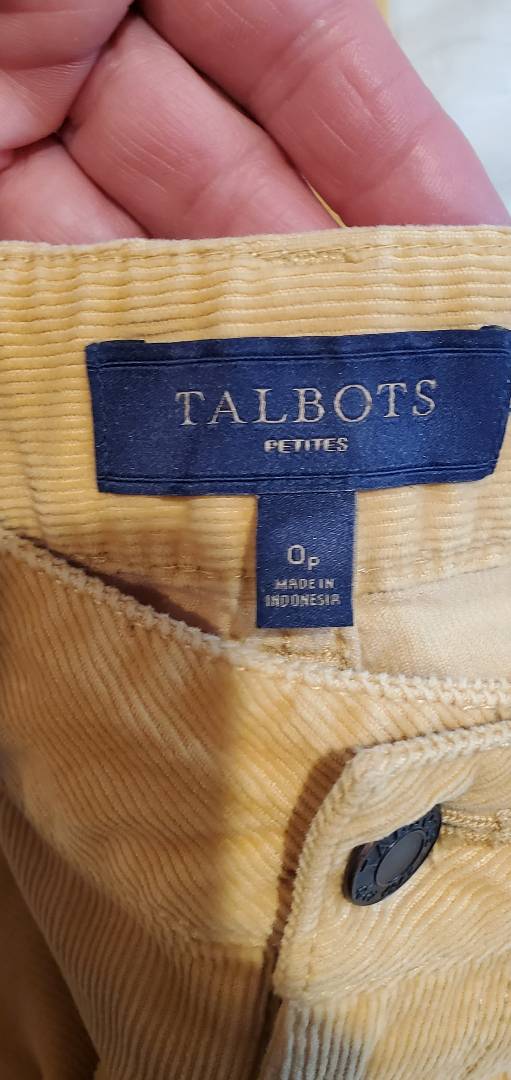 TALBOTS
PETITES
0P
MADE IN
INDONESIA